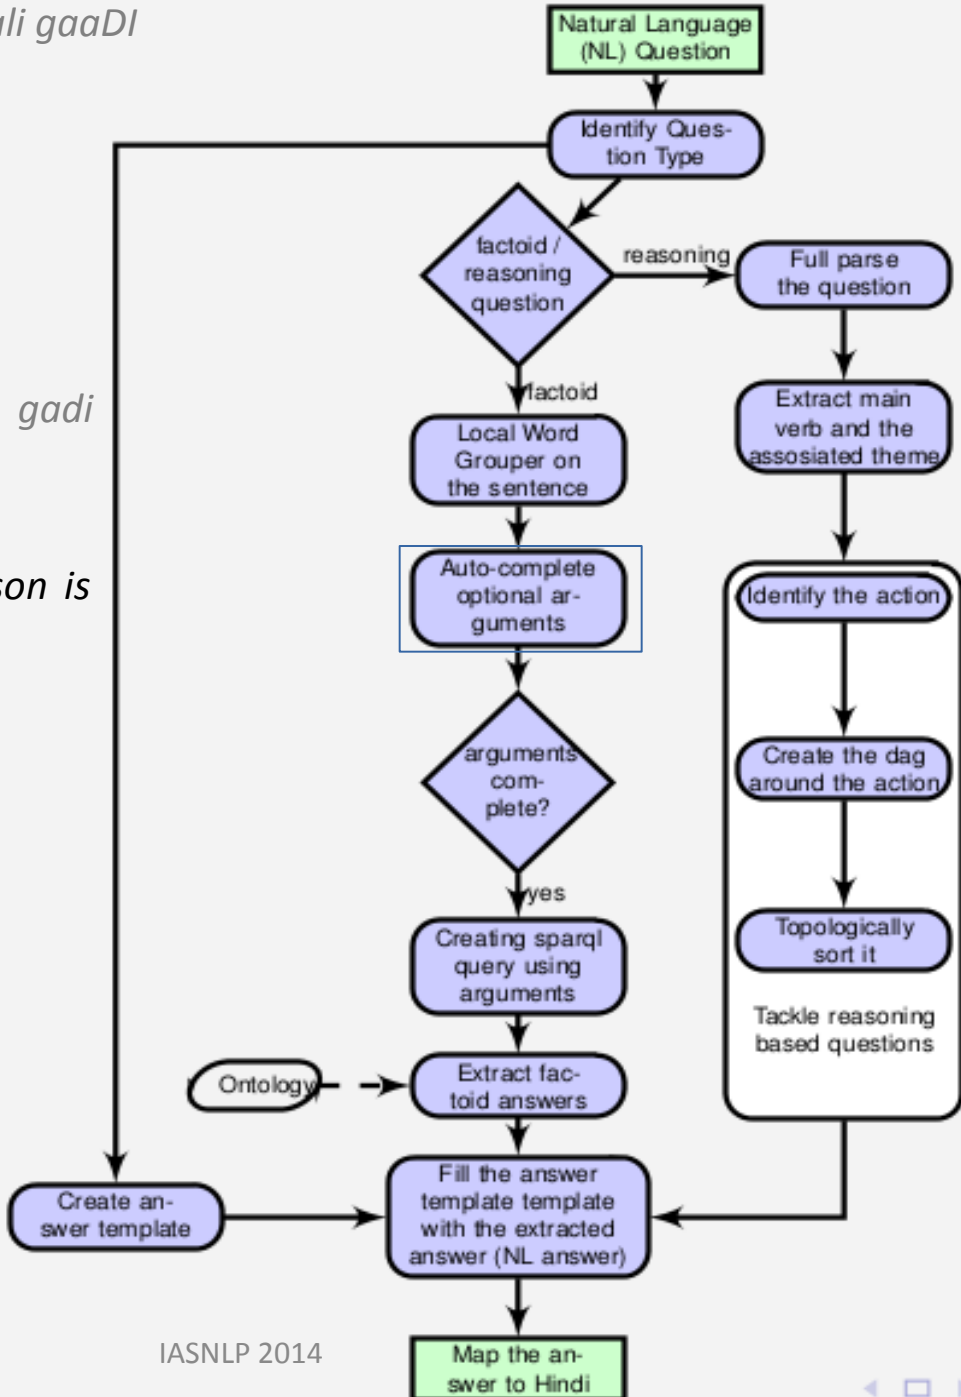 gaaDI
Natural Language
(NL) Question
Identify Ques-
tion Type
factoid /
reasoning
question
reasoning
Full parse
the question
gadi
factoid
Extract main
verb and the
assosiated theme
Local Word
Grouper on
the sentence
Auto-complete
optional ar-
guments
is
Identify the action
arguments
com-
plete?
Create the dag
around the action
yes
Creating sparql
query using
arguments
Topologically
sort it
Tackle reasoning
based questions
Ontology
Extract fac-
toid answers
Create an-
swer template
Fill the answer
template template
with the extracted
answer (NL answer)
IASNLP 2014
Map the an-
swer to Hindi